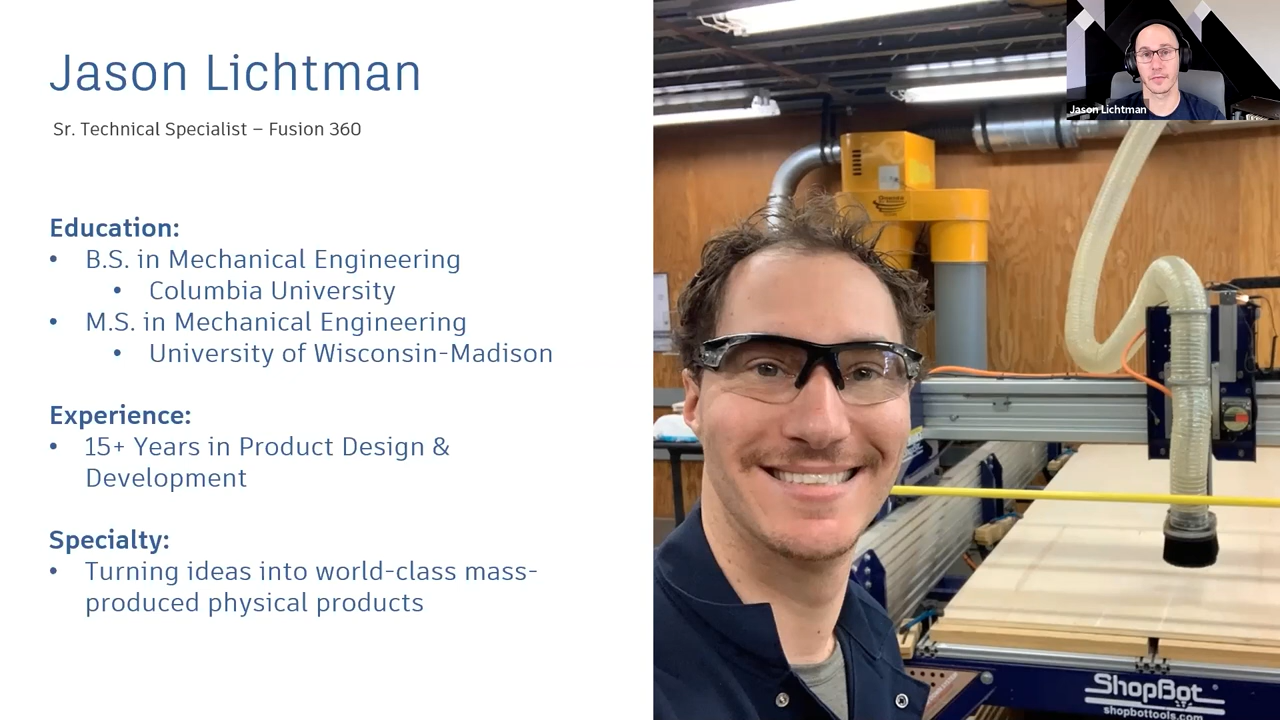 Jason Lichtman
Sr. Technical Specialist – Fusion 360
Education:
• B.S. in Mechanical Engineering
• Columbia University
• M.S. in Mechanical Engineering
• University of Wisconsin-Madison
Experience:
• 15+ Years in Product Design &
Development
Specialty:
• Turning ideas into world-class mass-
produced physical products
Jason Lichtman
ShopBot
shopbottools.com